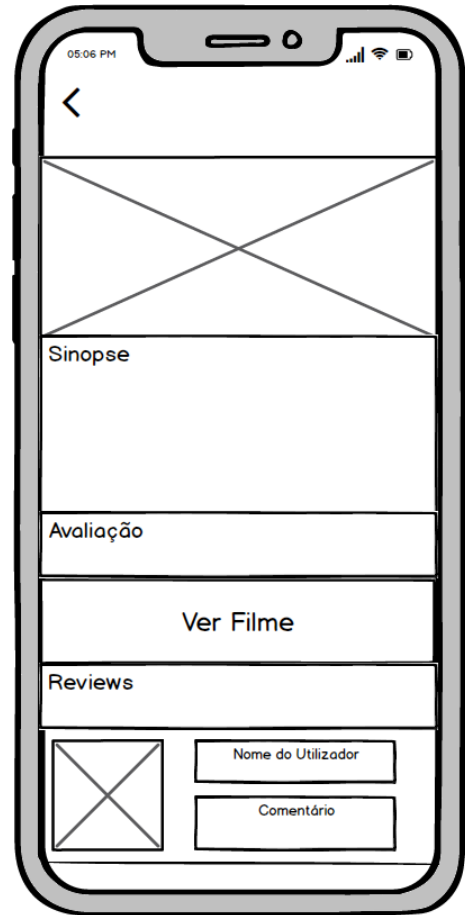 05:06 PM
Sinopse
Avaliação
Ver Filme
Reviews
Nome do Utilizador
Comentário